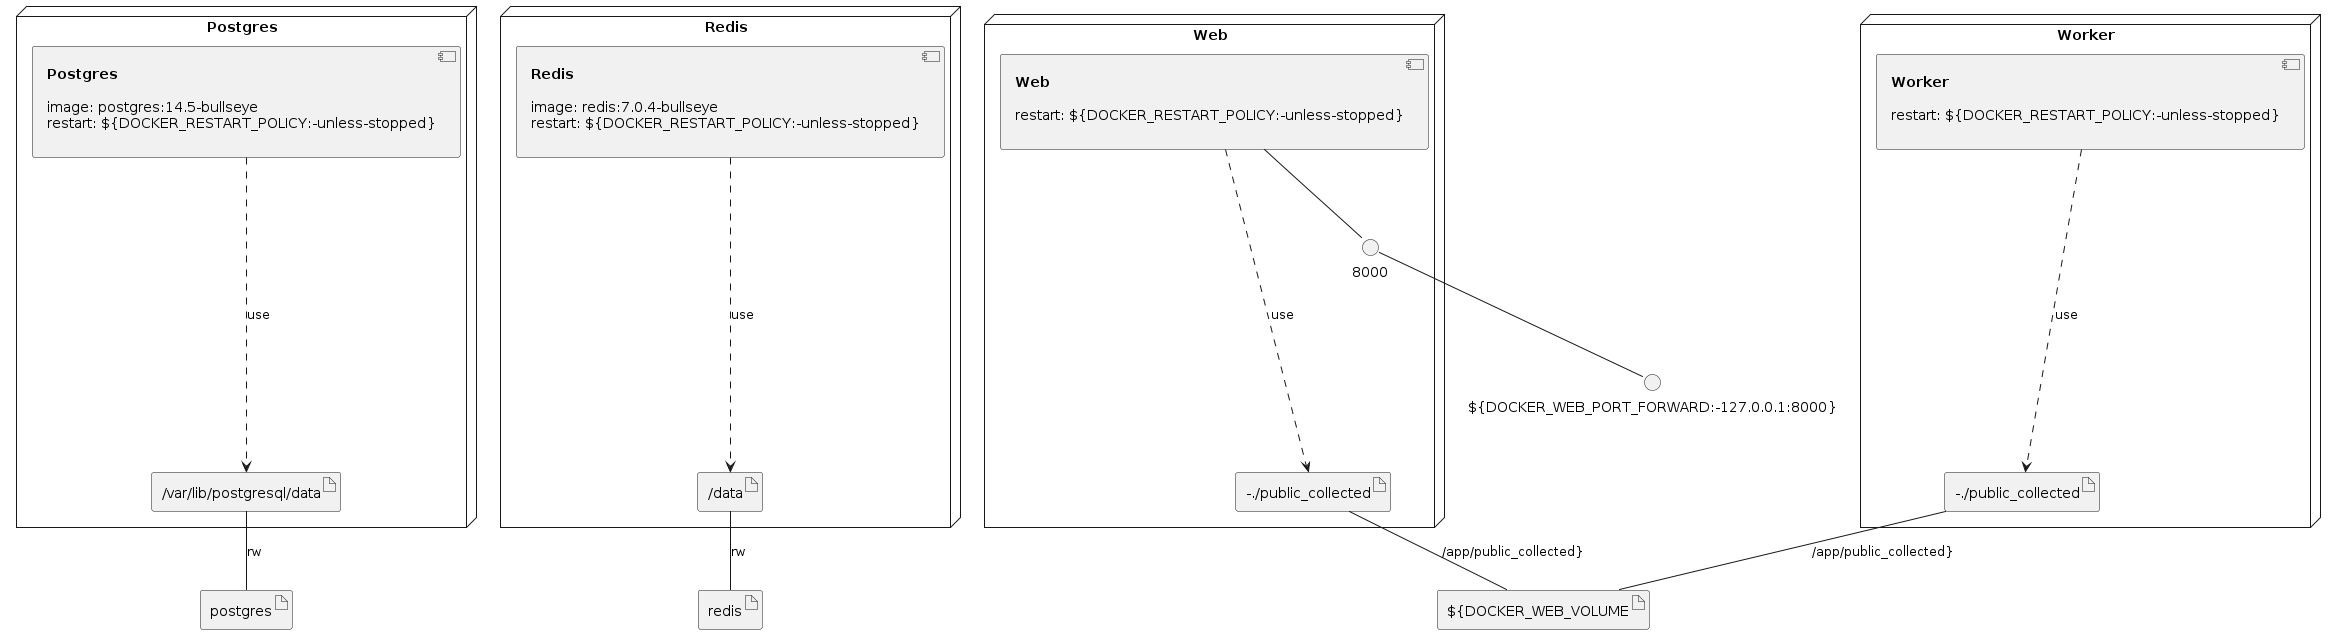 Postgres
Postgres
image: postgres:14.5-bullseye
restart: ${DOCKER_RESTART_POLICY:-unless-stopped}
use
/var/lib/postgresql/data
rw
postgres
Redis
Redis
image: redis:7.0.4-bullseye
restart: ${DOCKER_RESTART_POLICY:-unless-stopped}
use
/data
rw
redis
Web
Web
restart: ${DOCKER_RESTART_POLICY:-unless-stopped}
8000
use
${DOCKER_WEB_PORT_FORWARD:-127.0.0.1:8000}
-./public_collected
/app/public_collected}
Worker
Worker
restart: ${DOCKER_RESTART_POLICY:-unless-stopped}
use
-./public_collected
/app/public_collected}
${DOCKER_WEB_VOLUME